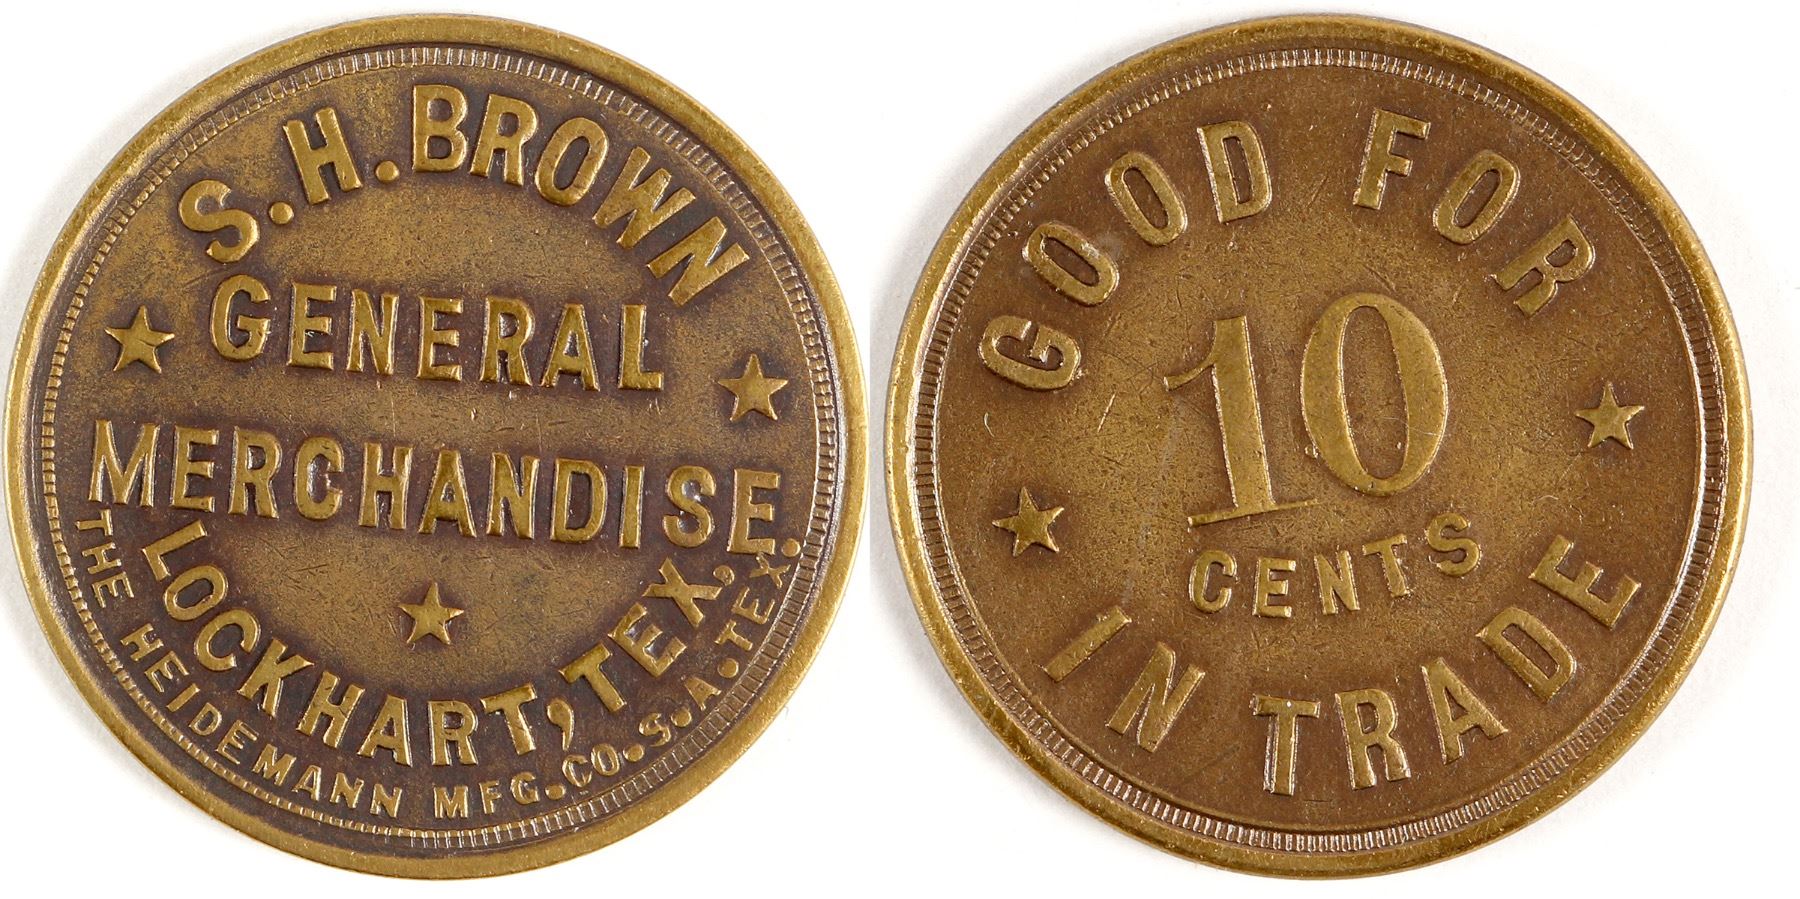 S.H. BROWN
GENERAL
MERCHANDISE.
LOCKHART, TEX.
THE HEIDEMANN MFG. CO. S.A. TEX.
GOOD FOR
10
CENTS
IN TRADE